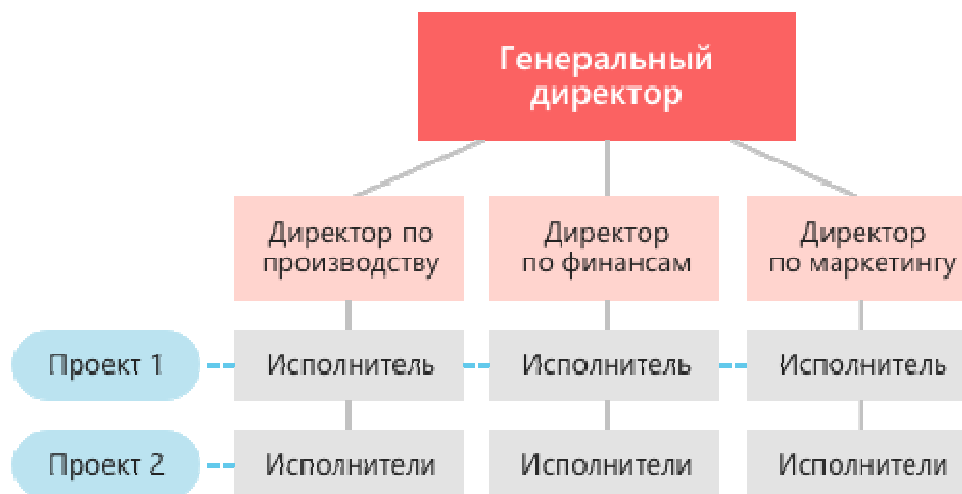 Генеральный
директор
Директор по
производству
Директор
по финансам
Директор
по маркетингу
Проект 1
Исполнитель
Исполнитель
Исполнитель
Проект 2
Исполнители
Исполнители
Исполнители